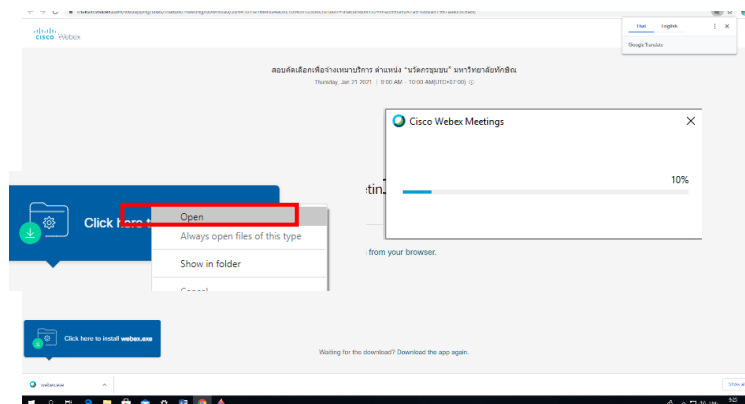 Thai English
Google Translate
CISCO Webex
สอบคัดเลือกเพื่อจ้างเหมาบริการ ตำแหน่ง “นวัตกรชุมชน” มหาวิทยาลัยทักษิณ
Thursday, Jan 21 2021 | 9:00 AM - 10:00 AM(UTC+07:00)
Cisco Webex Meetings
10%
Open
Always open files of this type
Show in folder
Cancel
from your browser.
Click here to install webex.exe
Waiting for the download? Download the app again.
webex.exe
Show all